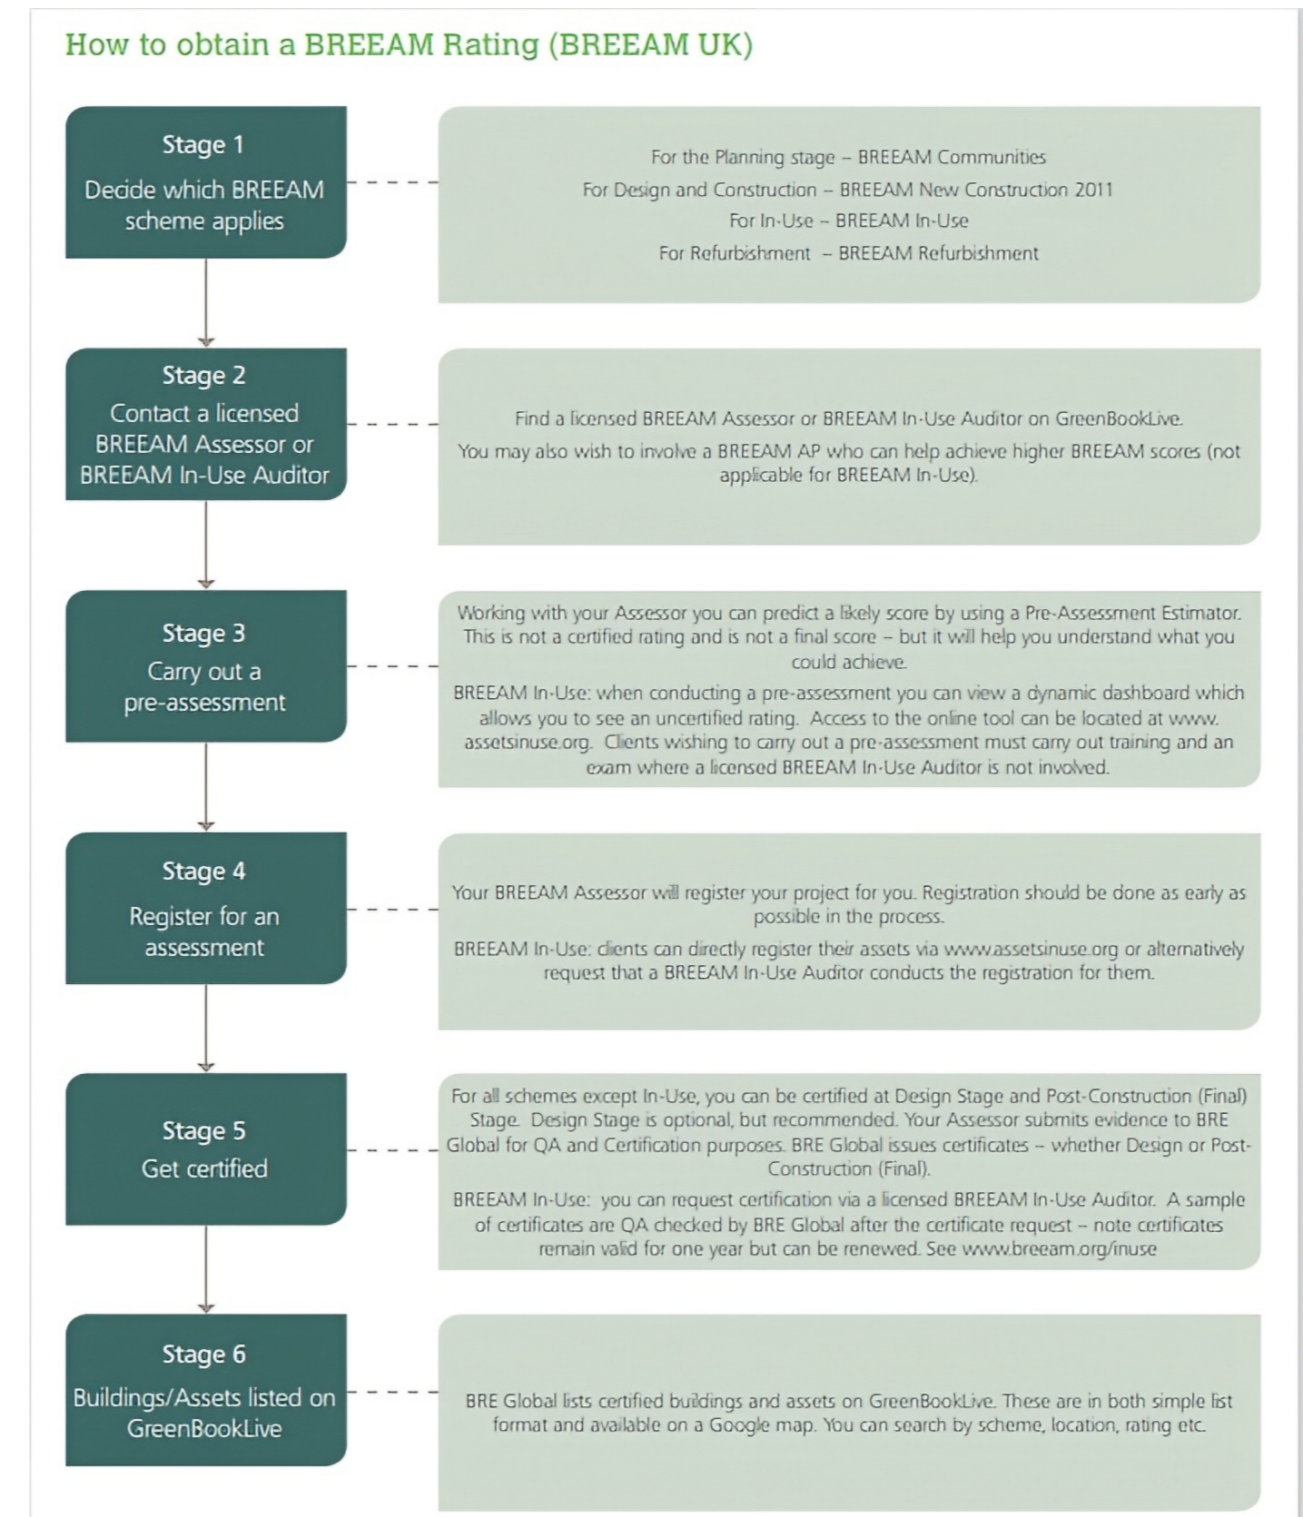 How to obtain a BREEAM Rating (BREEAM UK)
Stage 1
Decide which BREEAM
scheme applies
For the Planning stage – BREEAM Communities
For Design and Construction – BREEAM New Construction 2011
For In-Use – BREEAM In-Use
For Refurbishment – BREEAM Refurbishment
Stage 2
Contact a licensed
BREEAM Assessor or
BREEAM In-Use Auditor
Find a licensed BREEAM Assessor or BREEAM In-Use Auditor on GreenBookLive.
You may also wish to involve a BREEAM AP who can help achieve higher BREEAM scores (not
applicable for BREEAM In-Use).
Stage 3
Carry out a
pre-assessment
Working with your Assessor you can predict a likely score by using a Pre-Assessment Estimator.
This is not a certified rating and is not a final score – but it will help you understand what you
could achieve.
BREEAM In-Use: when conducting a pre-assessment you can view a dynamic dashboard which
allows you to see an uncertified rating. Access to the online tool can be located at www.
assetsinuse.org. Clients wishing to carry out a pre-assessment must carry out training and an
exam where a licensed BREEAM In-Use Auditor is not involved.
Stage 4
Register for an
assessment
Your BREEAM Assessor will register your project for you. Registration should be done as early as
possible in the process.
BREEAM In-Use: clients can directly register their assets via www.assetsinuse.org or alternatively
request that a BREEAM In-Use Auditor conducts the registration for them.
Stage 5
Get certified
For all schemes except In-Use, you can be certified at Design Stage and Post-Construction (Final)
Stage. Design Stage is optional, but recommended. Your Assessor submits evidence to BRE
Global for QA and Certification purposes. BRE Global issues certificates – whether Design or Post-
Construction (Final).
BREEAM In-Use: you can request certification via a licensed BREEAM In-Use Auditor. A sample
of certificates are QA checked by BRE Global after the certificate request – note certificates
remain valid for one year but can be renewed. See www.breeam.org/inuse
Stage 6
Buildings/Assets listed on
GreenBookLive
BRE Global lists certified buildings and assets on GreenBookLive. These are in both simple list
format and available on a Google map. You can search by scheme, location, rating etc.